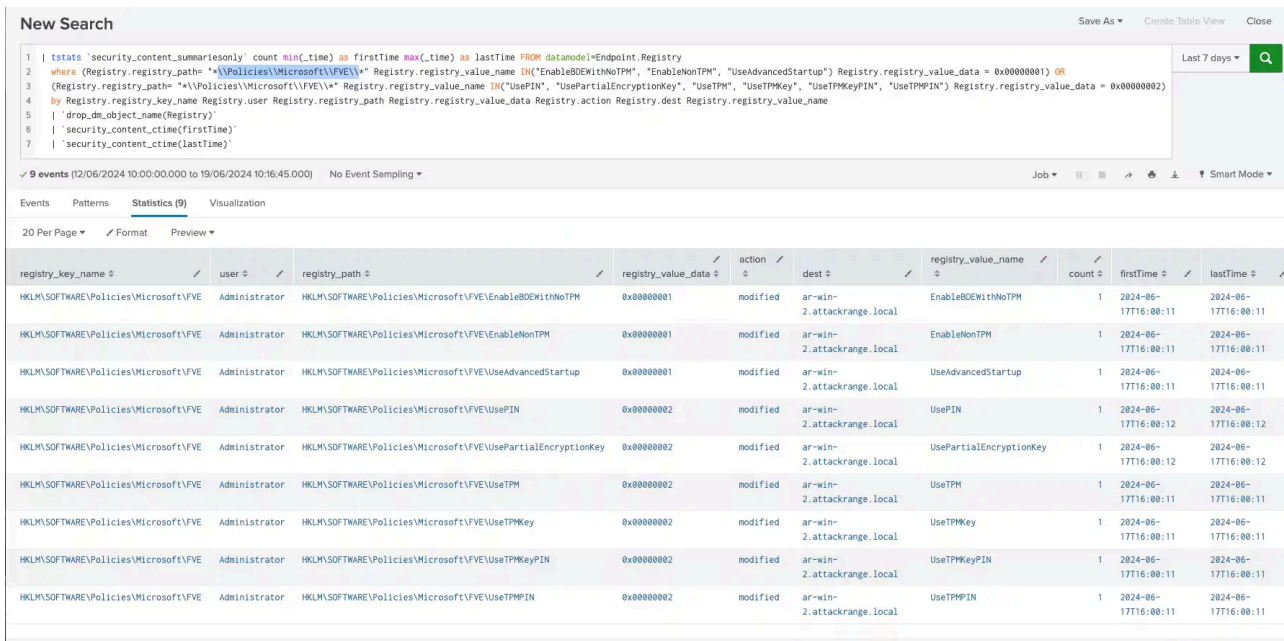 New Search
Save As ▾ Create Table View Close
1 | tstats `security_content_summariesonly` count min(_time) as firstTime max(_time) as lastTime FROM datamodel=Endpoint.Registry
2 where (Registry.registry_path= "*\\Policies\\Microsoft\\FVE\\*" Registry.registry_value_name IN("EnableBDEWithNoTPM", "EnableNonTPM", "UseAdvancedStartup") Registry.registry_value_data = 0x00000001) OR
3 (Registry.registry_path= "*\\Policies\\Microsoft\\FVE\\*" Registry.registry_value_name IN("UsePIN", "UsePartialEncryptionKey", "UseTPM", "UseTPMKey", "UseTPMKeyPIN", "UseTPMPIN") Registry.registry_value_data = 0x00000002)
4 by Registry.registry_key_name Registry.user Registry.registry_path Registry.registry_value_data Registry.action Registry.dest Registry.registry_value_name
5 | `drop_dm_object_name(Registry)`
6 | `security_content_ctime(firstTime)`
7 | `security_content_ctime(lastTime)`
Last 7 days ▾
✓ 9 events (12/06/2024 10:00:00.000 to 19/06/2024 10:16:45.000) No Event Sampling ▾
Job ▾ Smart Mode ▾
Events Patterns Statistics (9) Visualization
20 Per Page ▾ Format Preview ▾
registry_key_name user registry_path registry_value_data action dest registry_value_name count firstTime lastTime
HKLM\SOFTWARE\Policies\Microsoft\FVE Administrator HKLM\SOFTWARE\Policies\Microsoft\FVE\EnableBDEWithNoTPM 0x00000001 modified ar-win- EnableBDEWithNoTPM 1 2024-06- 2024-06-
2.attackrange.local 17T16:00:11 17T16:00:11
HKLM\SOFTWARE\Policies\Microsoft\FVE Administrator HKLM\SOFTWARE\Policies\Microsoft\FVE\EnableNonTPM 0x00000001 modified ar-win- EnableNonTPM 1 2024-06- 2024-06-
2.attackrange.local 17T16:00:11 17T16:00:11
HKLM\SOFTWARE\Policies\Microsoft\FVE Administrator HKLM\SOFTWARE\Policies\Microsoft\FVE\UseAdvancedStartup 0x00000001 modified ar-win- UseAdvancedStartup 1 2024-06- 2024-06-
2.attackrange.local 17T16:00:11 17T16:00:11
HKLM\SOFTWARE\Policies\Microsoft\FVE Administrator HKLM\SOFTWARE\Policies\Microsoft\FVE\UsePIN 0x00000002 modified ar-win- UsePIN 1 2024-06- 2024-06-
2.attackrange.local 17T16:00:12 17T16:00:12
HKLM\SOFTWARE\Policies\Microsoft\FVE Administrator HKLM\SOFTWARE\Policies\Microsoft\FVE\UsePartialEncryptionKey 0x00000002 modified ar-win- UsePartialEncryptionKey 1 2024-06- 2024-06-
2.attackrange.local 17T16:00:12 17T16:00:12
HKLM\SOFTWARE\Policies\Microsoft\FVE Administrator HKLM\SOFTWARE\Policies\Microsoft\FVE\UseTPM 0x00000002 modified ar-win- UseTPM 1 2024-06- 2024-06-
2.attackrange.local 17T16:00:11 17T16:00:11
HKLM\SOFTWARE\Policies\Microsoft\FVE Administrator HKLM\SOFTWARE\Policies\Microsoft\FVE\UseTPMKey 0x00000002 modified ar-win- UseTPMKey 1 2024-06- 2024-06-
2.attackrange.local 17T16:00:11 17T16:00:11
HKLM\SOFTWARE\Policies\Microsoft\FVE Administrator HKLM\SOFTWARE\Policies\Microsoft\FVE\UseTPMKeyPIN 0x00000002 modified ar-win- UseTPMKeyPIN 1 2024-06- 2024-06-
2.attackrange.local 17T16:00:11 17T16:00:11
HKLM\SOFTWARE\Policies\Microsoft\FVE Administrator HKLM\SOFTWARE\Policies\Microsoft\FVE\UseTPMPIN 0x00000002 modified ar-win- UseTPMPIN 1 2024-06- 2024-06-
2.attackrange.local 17T16:00:11 17T16:00:11